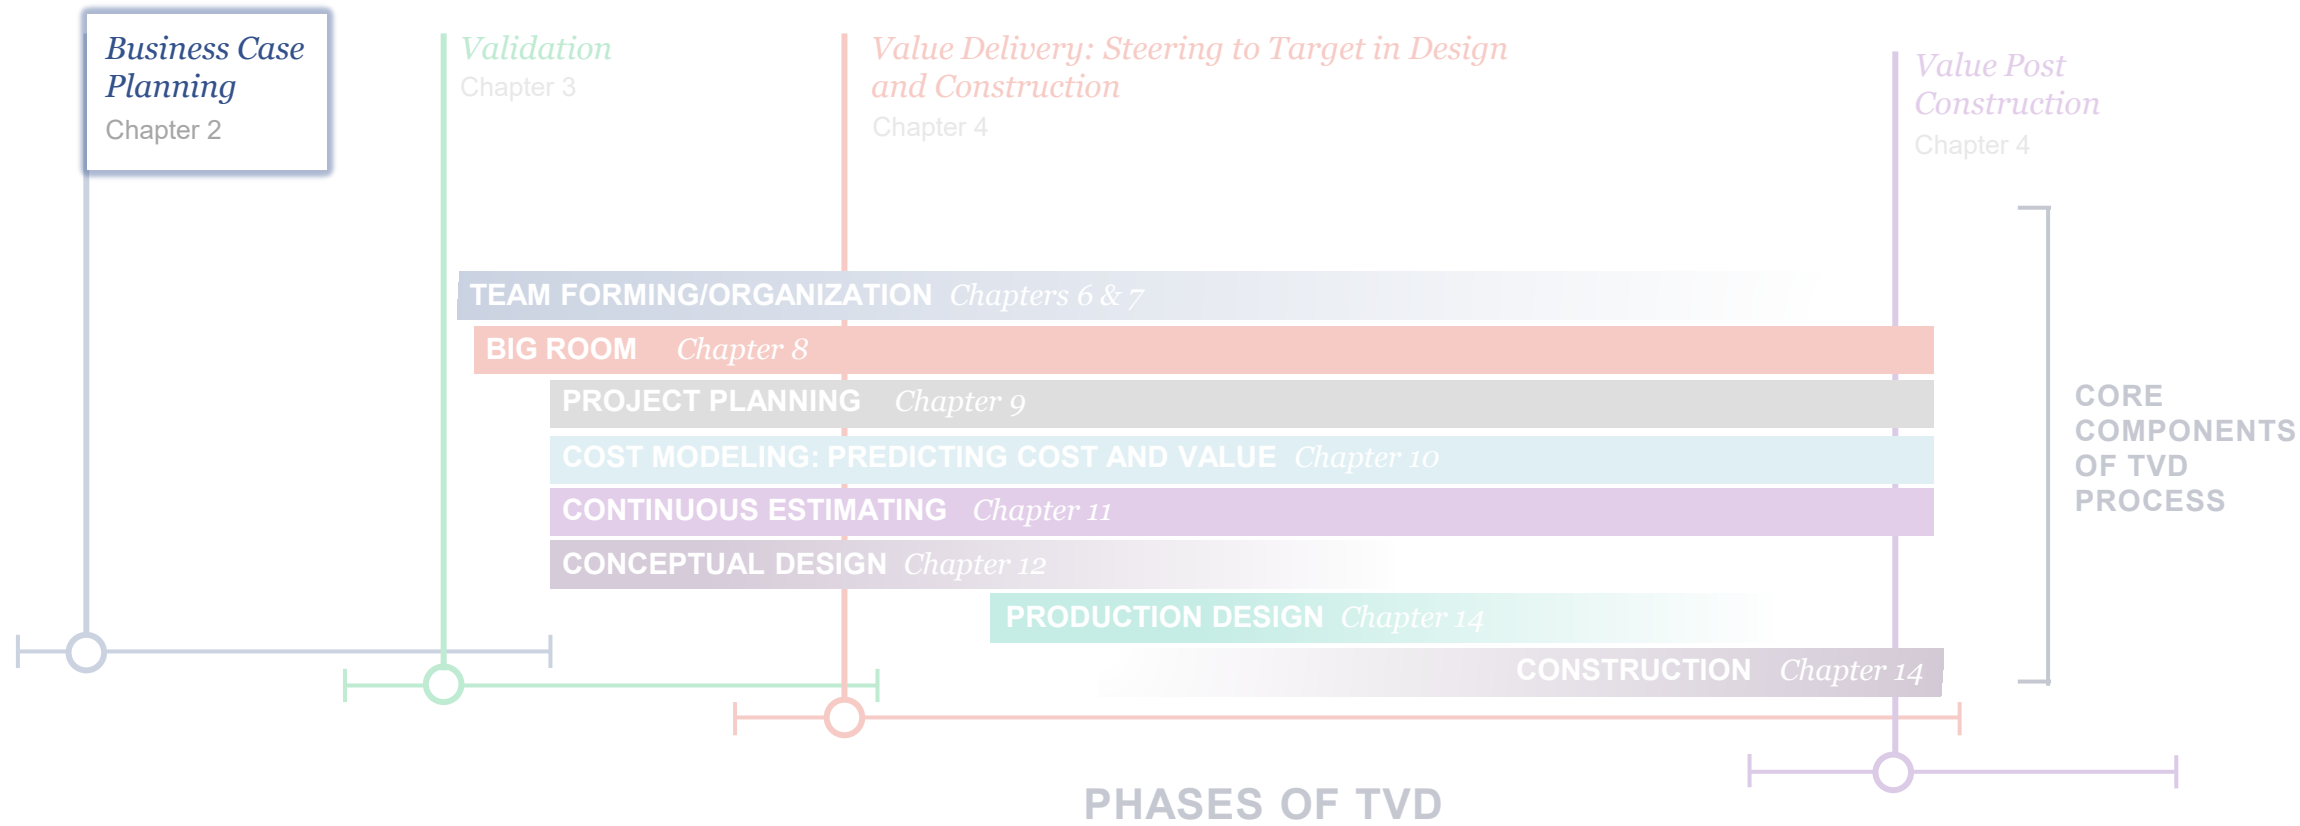 Business Case
Planning
Chapter 2
Validation
Chapter 3
Value Delivery: Steering to Target in Design
and Construction
Chapter 4
Value Post
Construction
Chapter 4
TEAM FORMING/ORGANIZATION Chapters 6 & 7
BIG ROOM Chapter 8
PROJECT PLANNING Chapter 9
COST MODELING: PREDICTING COST AND VALUE Chapter 10
CONTINUOUS ESTIMATING Chapter 11
CONCEPTUAL DESIGN Chapter 12
PRODUCTION DESIGN Chapter 14
CONSTRUCTION Chapter 14
CORE
COMPONENTS
OF TVD
PROCESS
PHASES OF TVD